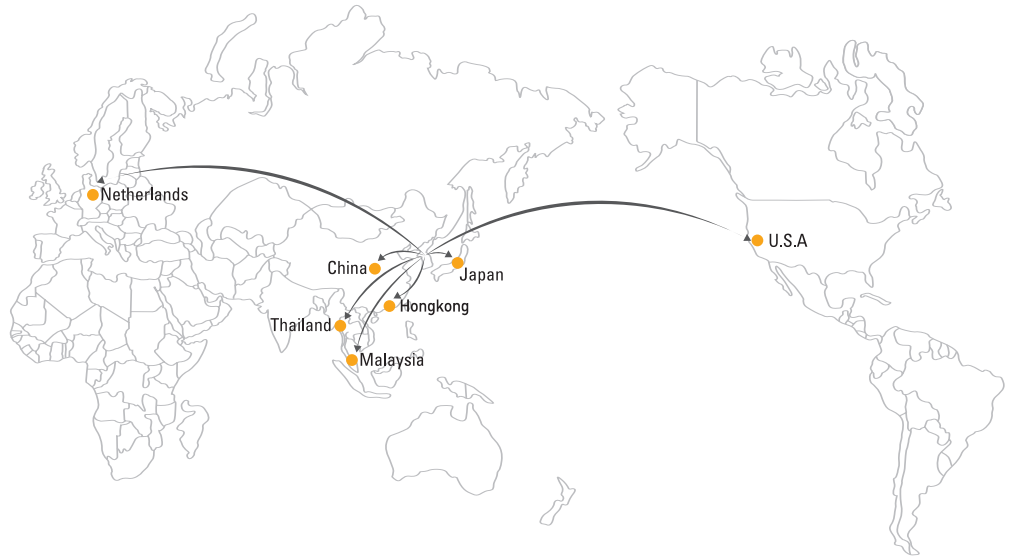 Netherlands
U.S.A
China
Japan
Hongkong
Thailand
Malaysia